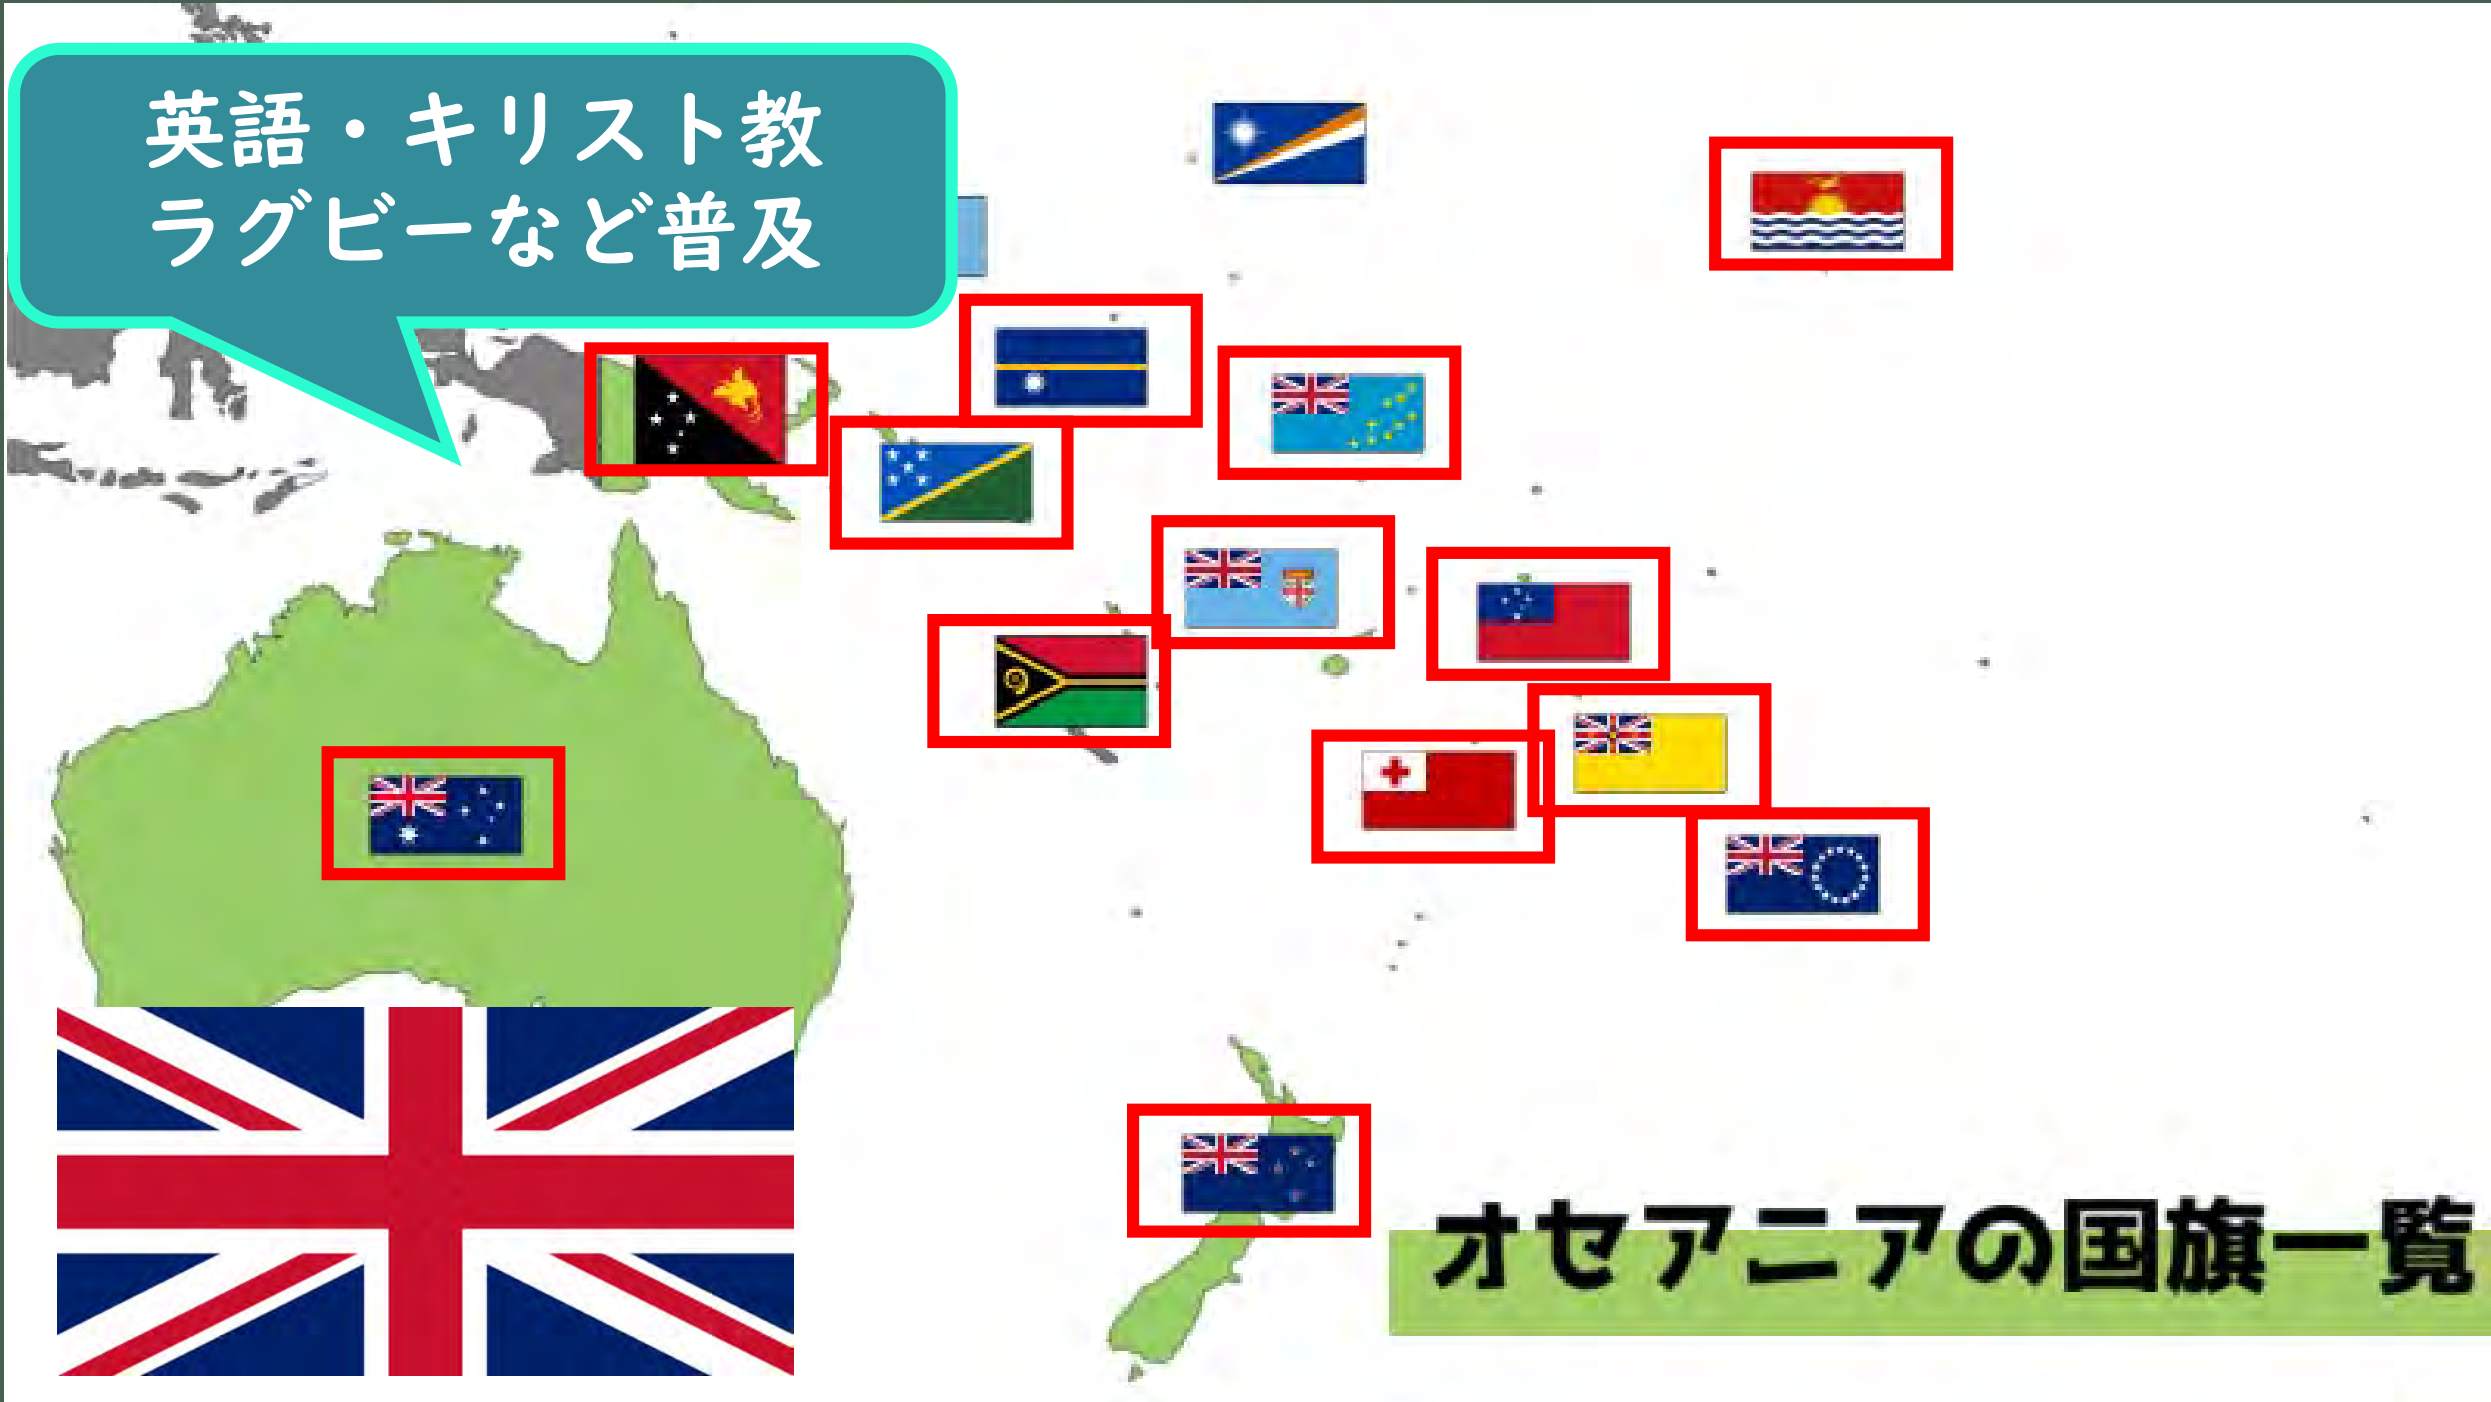 英語・キリスト教
ラグビーなど普及
オセアニアの国旗一覧